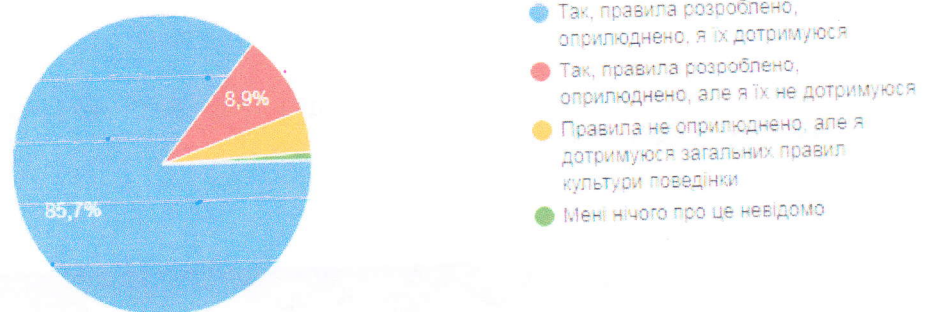 Так, правила розроблено,
оприлюднено, я їх дотримуюся
Так, правила розроблено,
оприлюднено, але я їх не дотримуюся
Правила не оприлюднено, але я
дотримуюся загальних правил
культури поведінки
Мені нічого про це невідомо
8,9%
85,7%